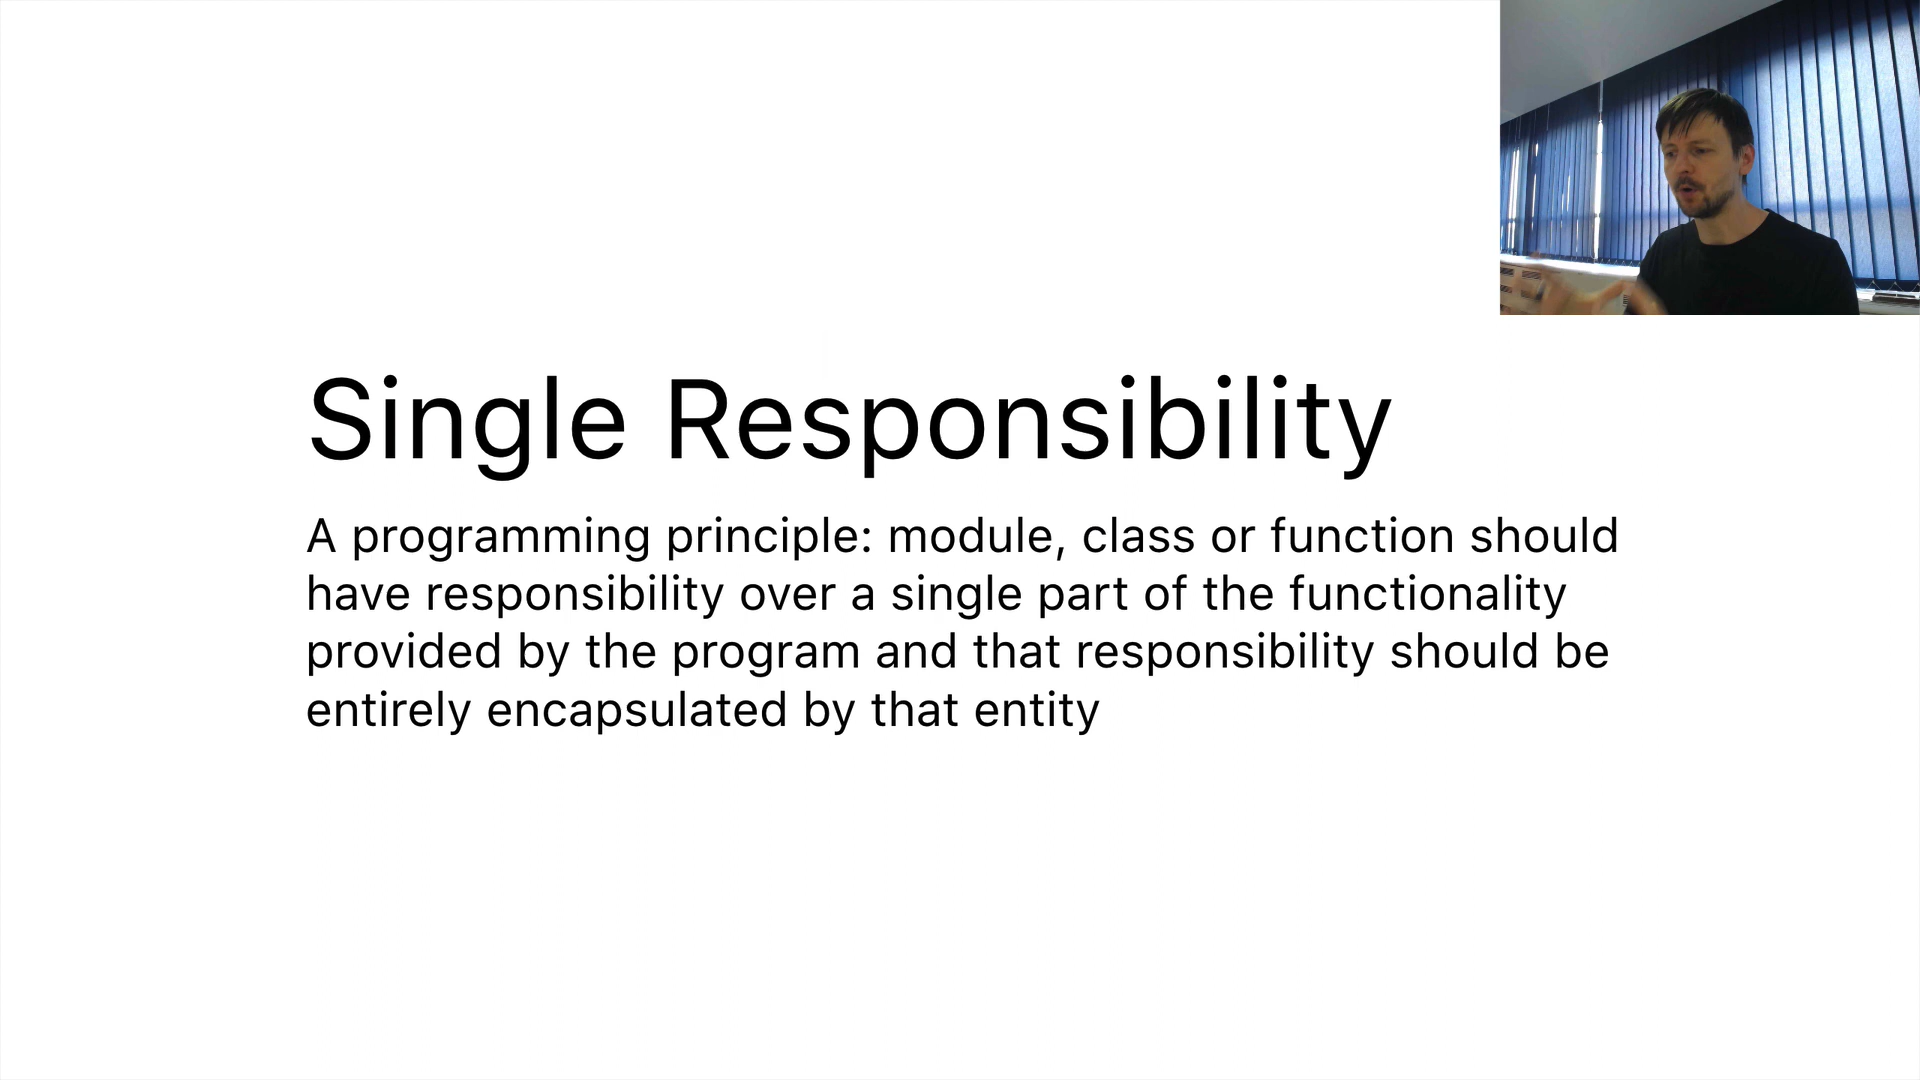 Single Responsibility
A programming principle: module, class or function should
have responsibility over a single part of the functionality
provided by the program and that responsibility should be
entirely encapsulated by that entity